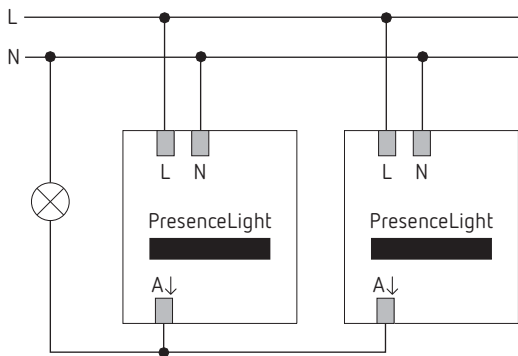 L
N
L N
L N
PresenceLight
PresenceLight
A↓
A↓